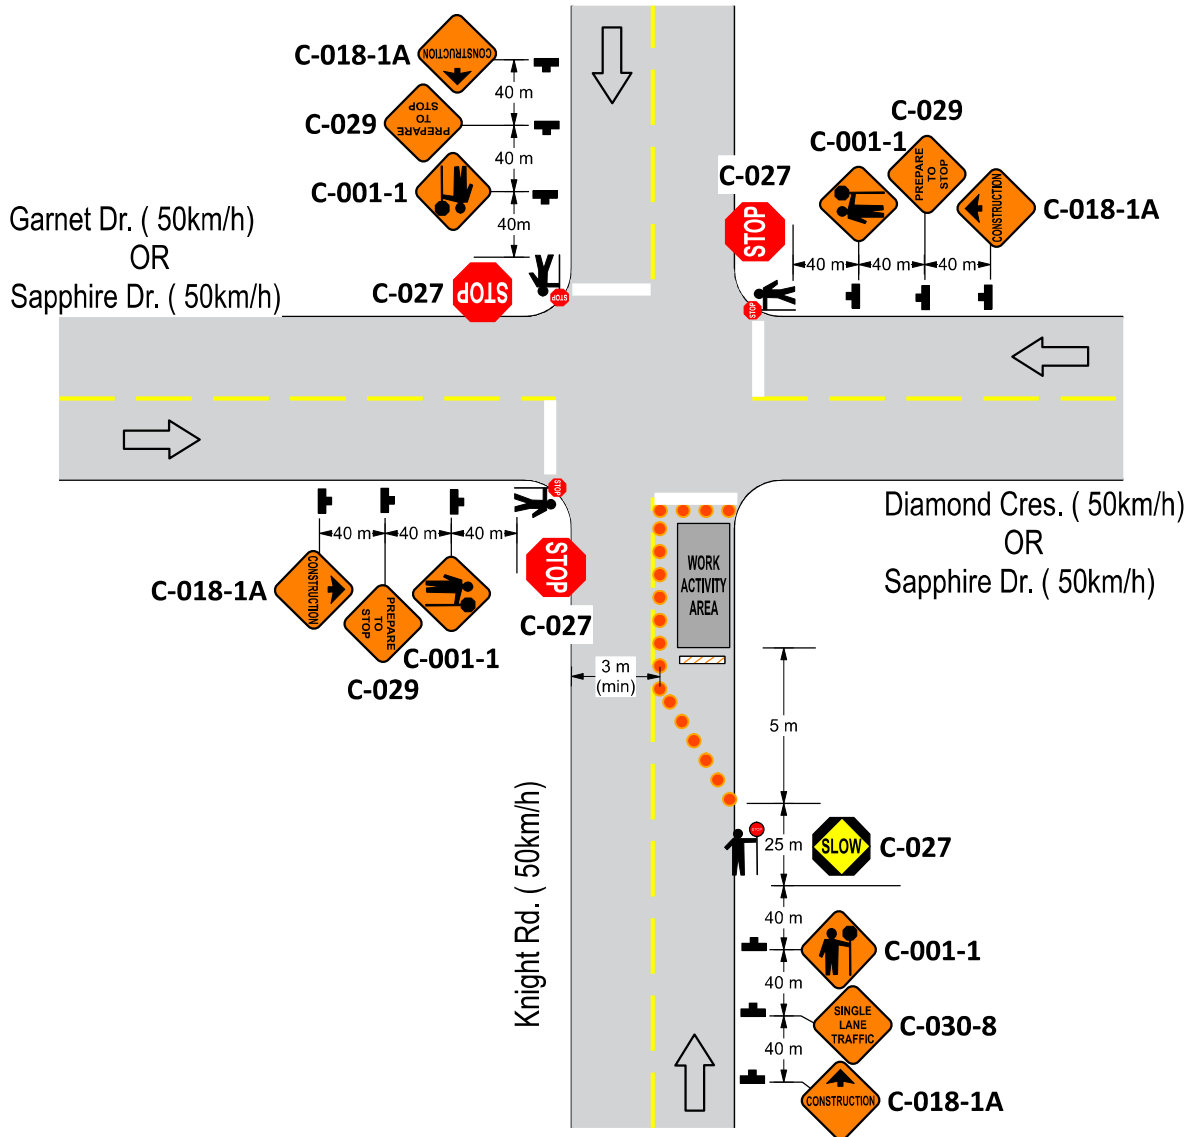 C-018-1A
CONSTRUCTION
40 m
C-029
PREPARE
TO
STOP
40 m
C-001-1
40m
C-027
STOP
STOP
Garnet Dr. ( 50km/h)
OR
Sapphire Dr. ( 50km/h)
C-029
C-001-1
C-027
PREPARE
TO
STOP
CONSTRUCTION
C-018-1A
STOP
STOP
40 m
40 m
40 m
STOP
40 m
40 m
40 m
STOP
C-018-1A
CONSTRUCTION
PREPARE
TO
STOP
C-027
C-001-1
C-029
WORK
ACTIVITY
AREA
Diamond Cres. ( 50km/h)
OR
Sapphire Dr. ( 50km/h)
3 m
(min)
5 m
Knight Rd. ( 50km/h)
STOP
25 m
SLOW
C-027
40 m
C-001-1
40 m
SINGLE
LANE
TRAFFIC
C-030-8
40 m
CONSTRUCTION
C-018-1A